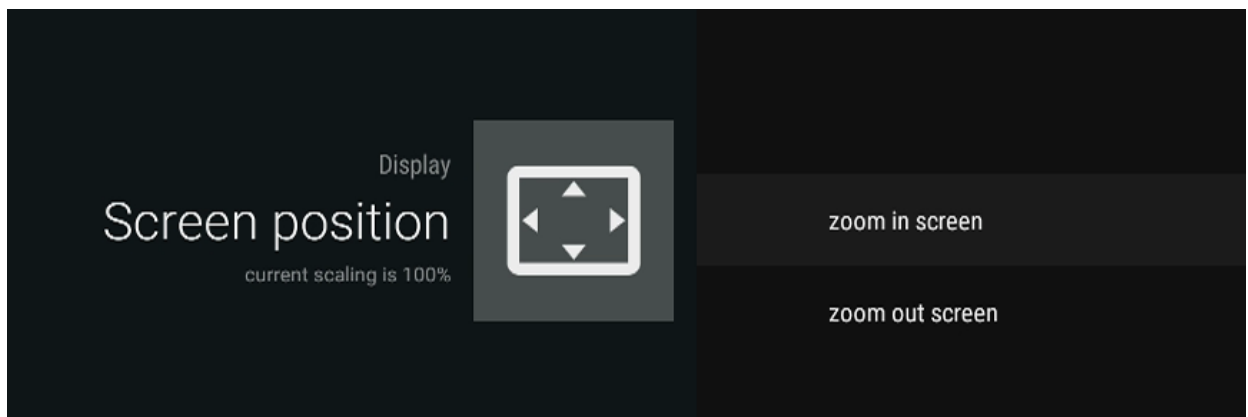 Display
Screen position
current scaling is 100%
zoom in screen
zoom out screen